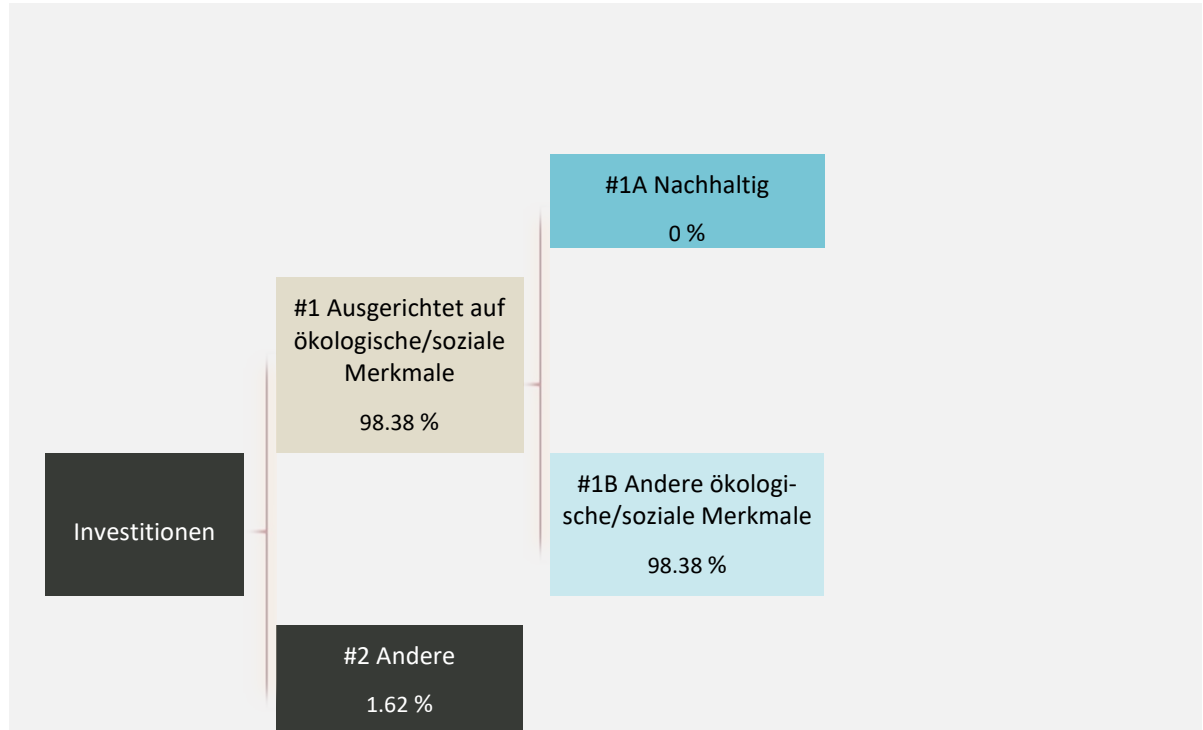 #1A Nachhaltig
0 %
#1 Ausgerichtet auf
ökologische/soziale
Merkmale
98.38 %
#1B Andere ökologi-
sche/soziale Merkmale
98.38 %
Investitionen
#2 Andere
1.62 %